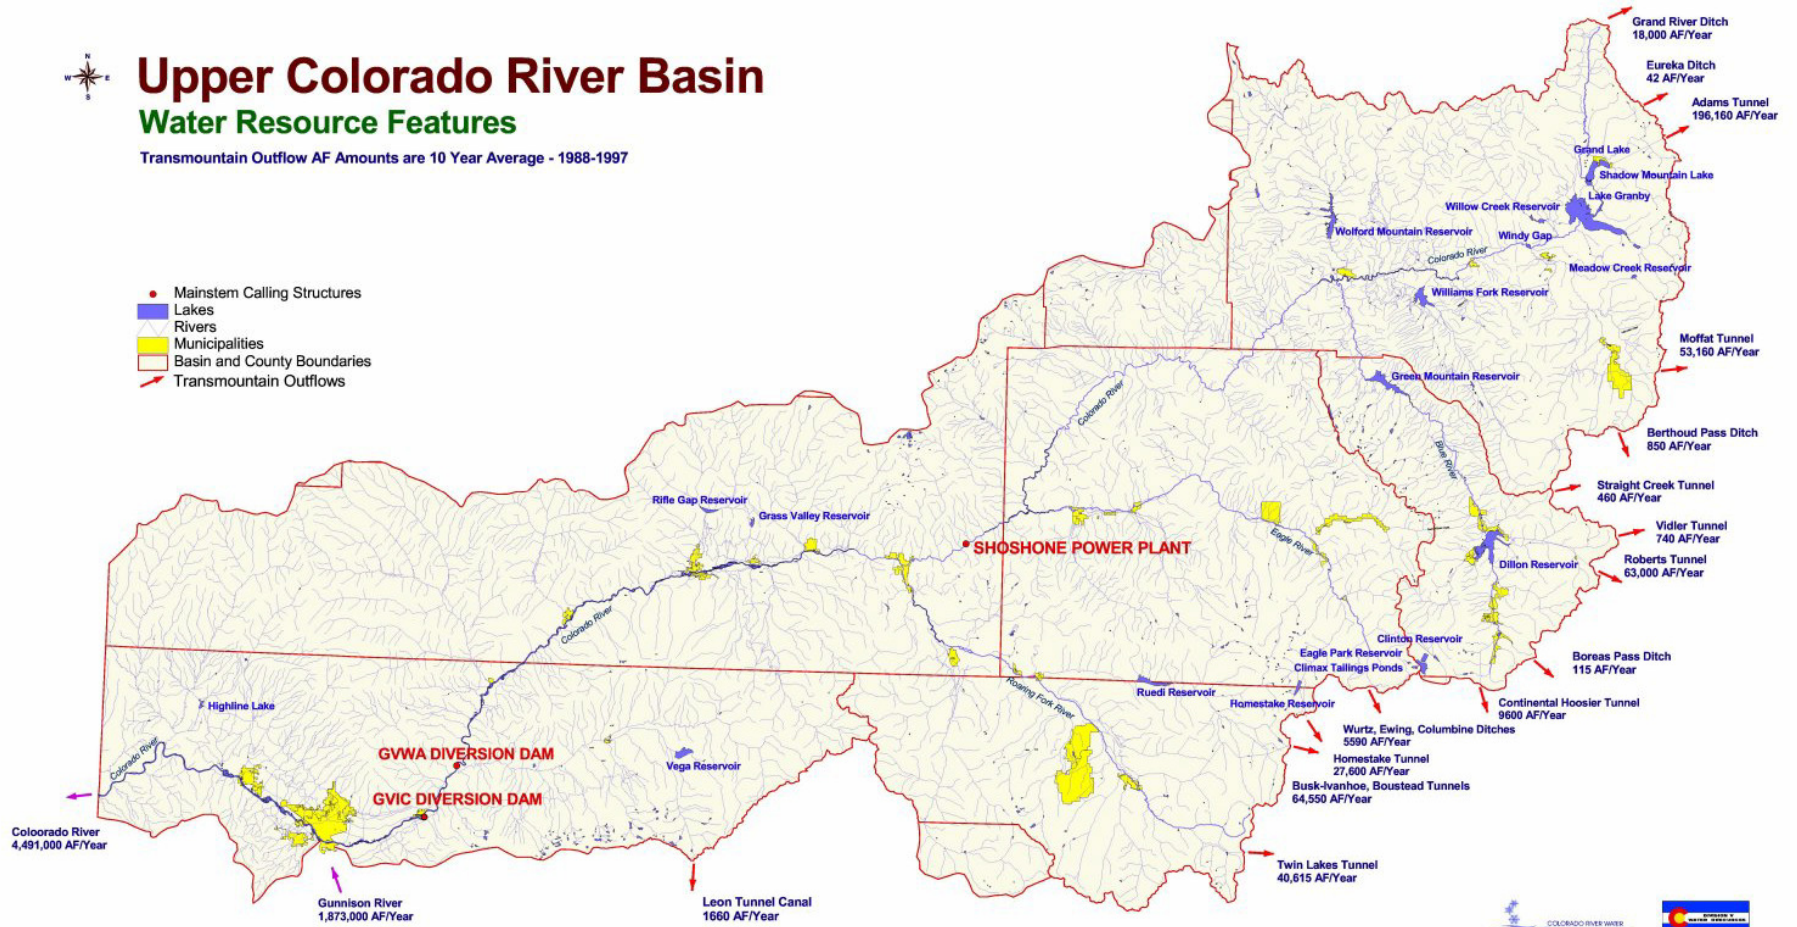 N
W E
S
Upper Colorado River Basin
Water Resource Features
Transmountain Outflow AF Amounts are 10 Year Average - 1988-1997
Mainstem Calling Structures
Lakes
Rivers
Municipalities
Basin and County Boundaries
Transmountain Outflows
Grand River Ditch
18,000 AF/Year
Eureka Ditch
42 AF/Year
Adams Tunnel
196,160 AF/Year
Grand Lake
Shadow Mountain Lake
Lake Granby
Willow Creek Reservoir
Wolford Mountain Reservoir
Windy Gap
Colorado River
Meadow Creek Reservoir
Williams Fork Reservoir
Moffat Tunnel
53,160 AF/Year
Green Mountain Reservoir
Colorado River
Berthoud Pass Ditch
850 AF/Year
Blue River
Straight Creek Tunnel
460 AF/Year
Rifle Gap Reservoir
Grass Valley Reservoir
Vidler Tunnel
740 AF/Year
Eagle River
SHOSHONE POWER PLANT
Dillon Reservoir
Roberts Tunnel
63,000 AF/Year
Colorado River
Clinton Reservoir
Eagle Park Reservoir
Climax Tailings Ponds
Boreas Pass Ditch
115 AF/Year
Roaring Fork River
Ruedi Reservoir
Homestake Reservoir
Continental Hoosier Tunnel
9600 AF/Year
Highline Lake
Wurtz, Ewing, Columbine Ditches
5590 AF/Year
Colorado River
GVWA DIVERSION DAM
Vega Reservoir
Homestake Tunnel
27,600 AF/Year
Busk-Ivanhoe, Boustead Tunnels
64,550 AF/Year
GVIC DIVERSION DAM
Coloorado River
4,491,000 AF/Year
Twin Lakes Tunnel
40,615 AF/Year
Gunnison River
1,873,000 AF/Year
Leon Tunnel Canal
1660 AF/Year
COLORADO RIVER WATER
DIVISION V
WATER RESOURCES